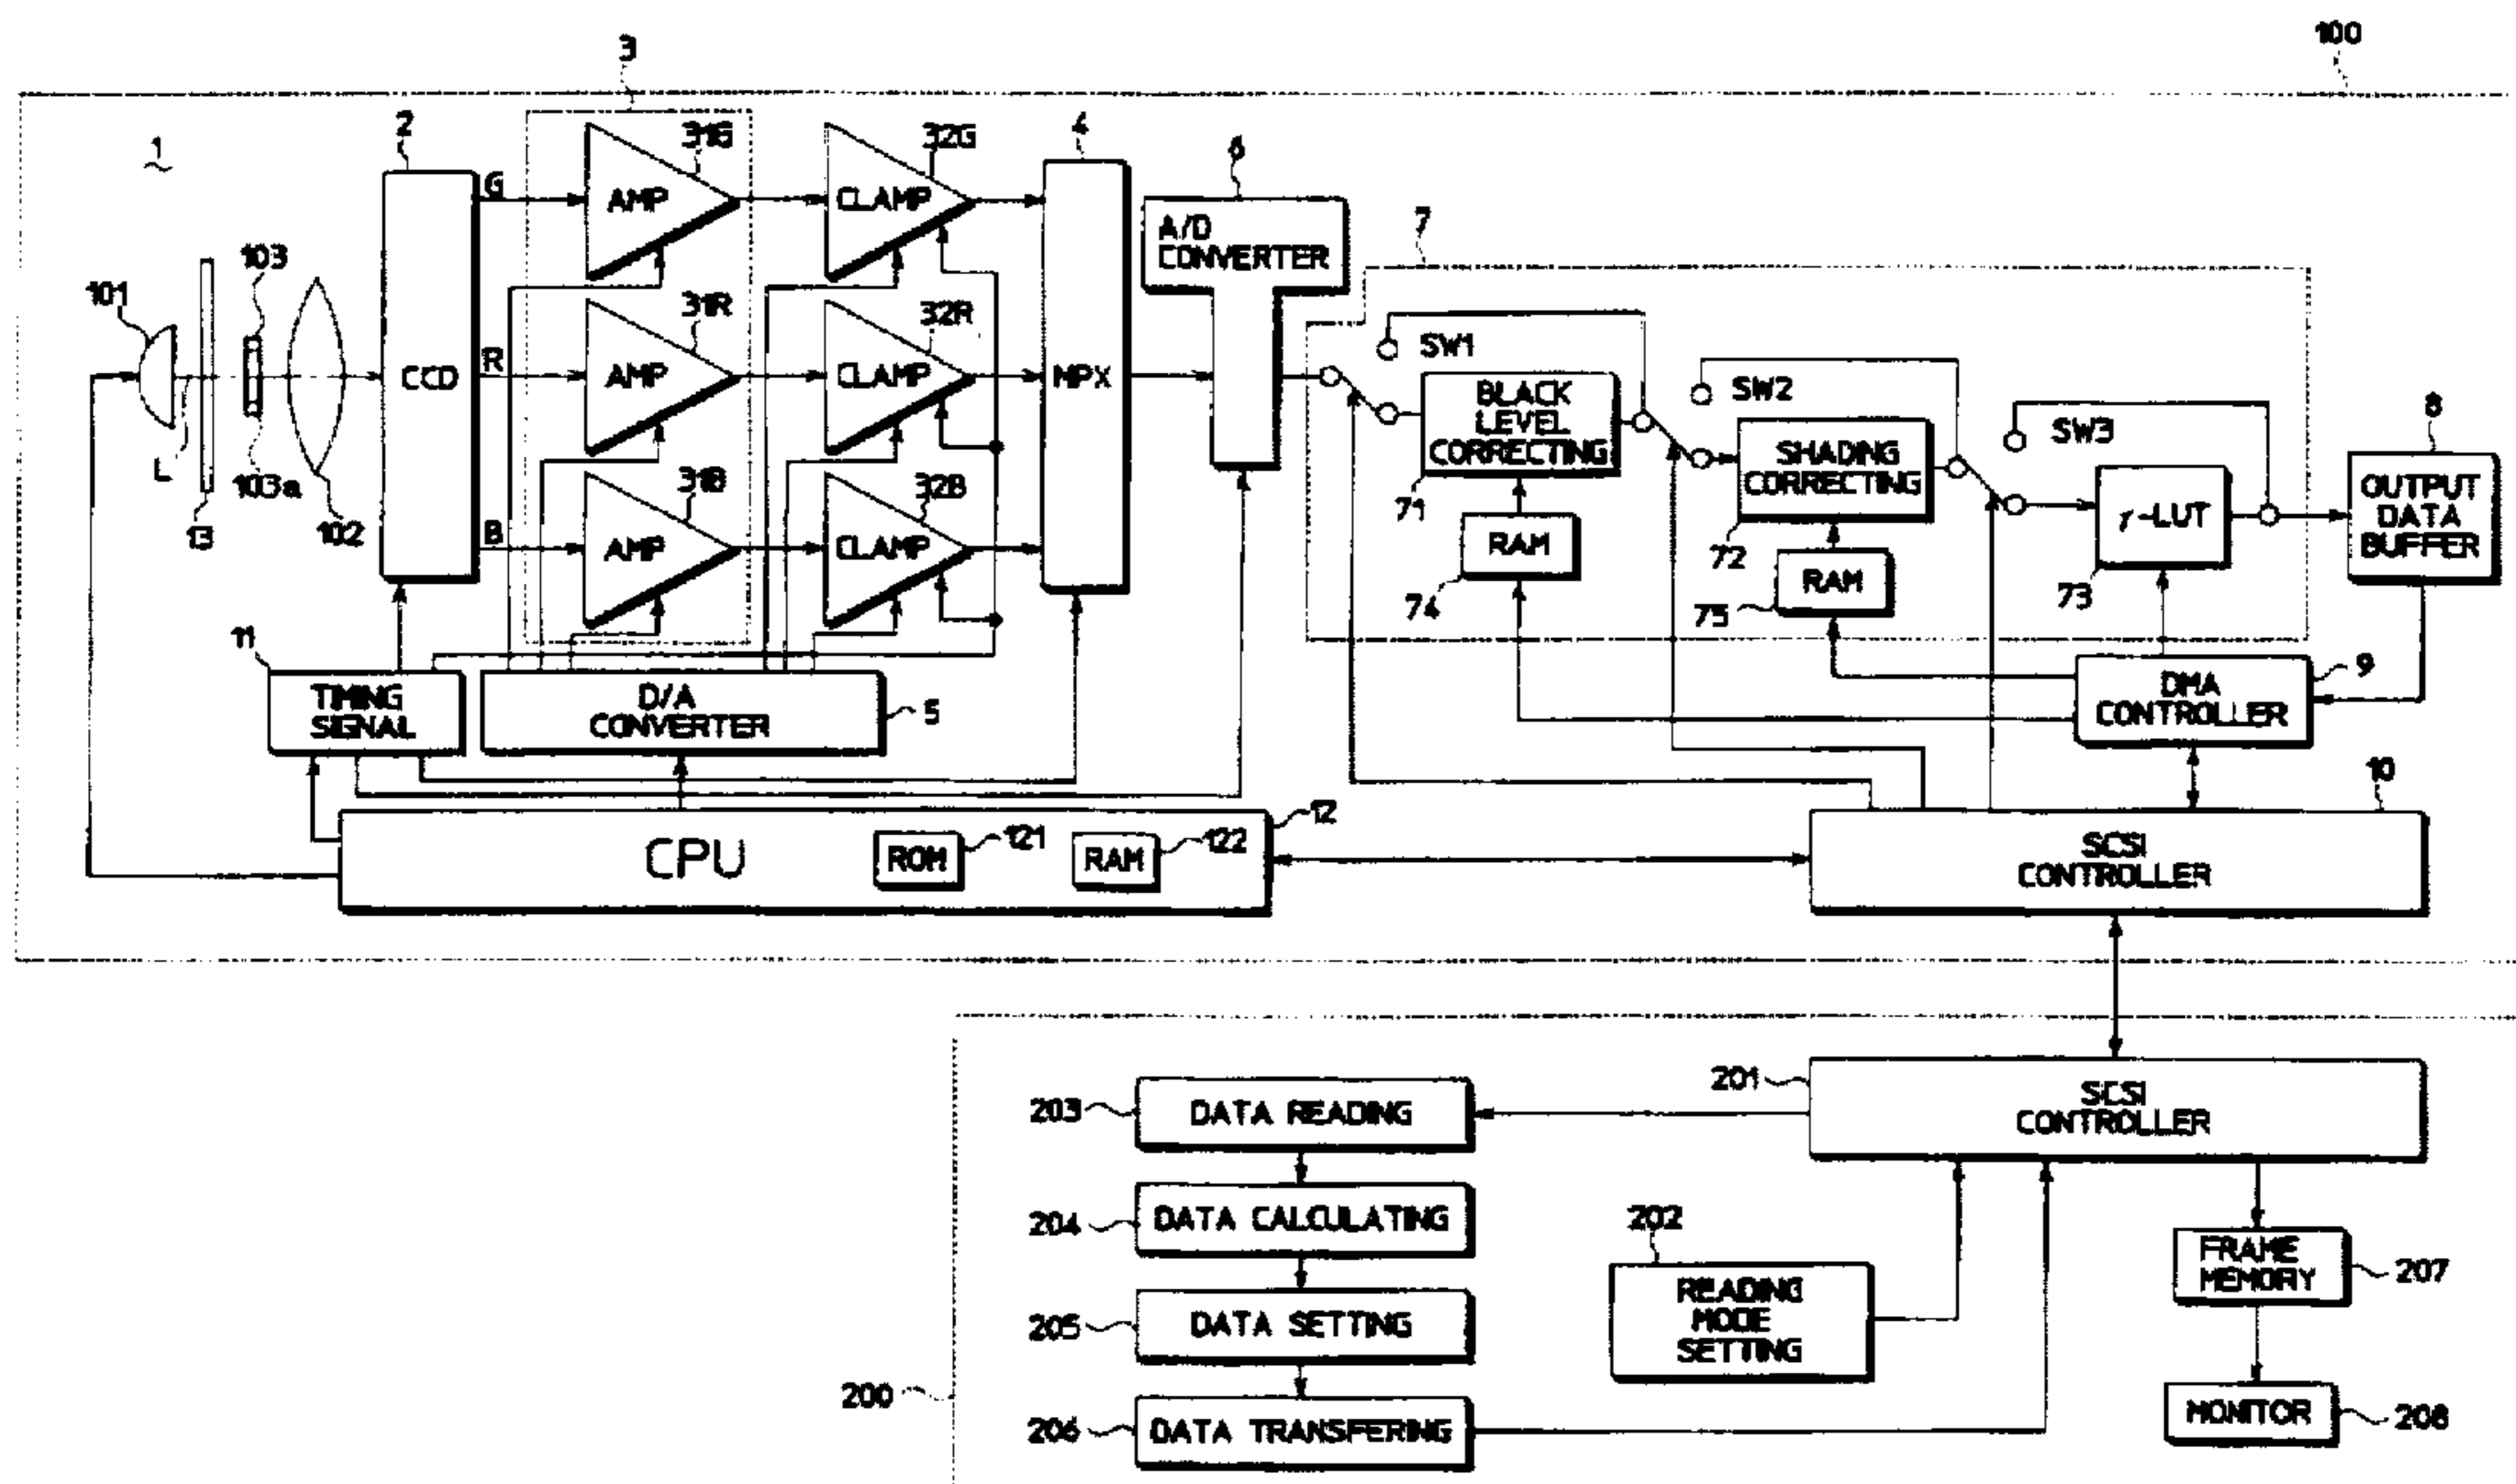 100
3
1
2
31G
32G
4
6
G
AMP
CLAMP
A/D
CONVERTER
7
103
101
31R
32R
SW1
CCD
R
AMP
CLAMP
MPX
BLACK
LEVEL
CORRECTING
SW2
SW3
8
L
103a
13
102
31B
32B
71
SHADING
CORRECTING
OUTPUT
DATA
BUFFER
B
AMP
CLAMP
RAM
72
γ-LUT
74
RAM
75
73
11
TIMING
SIGNAL
D/A
CONVERTER
5
DMA
CONTROLLER
9
10
12
CPU
ROM
121
RAM
122
SCSI
CONTROLLER
203
DATA READING
201
SCSI
CONTROLLER
204
DATA CALCULATING
202
FRAME
MEMORY
207
205
DATA SETTING
READING
MODE
SETTING
200
206
DATA TRANSFERING
MONITOR
208